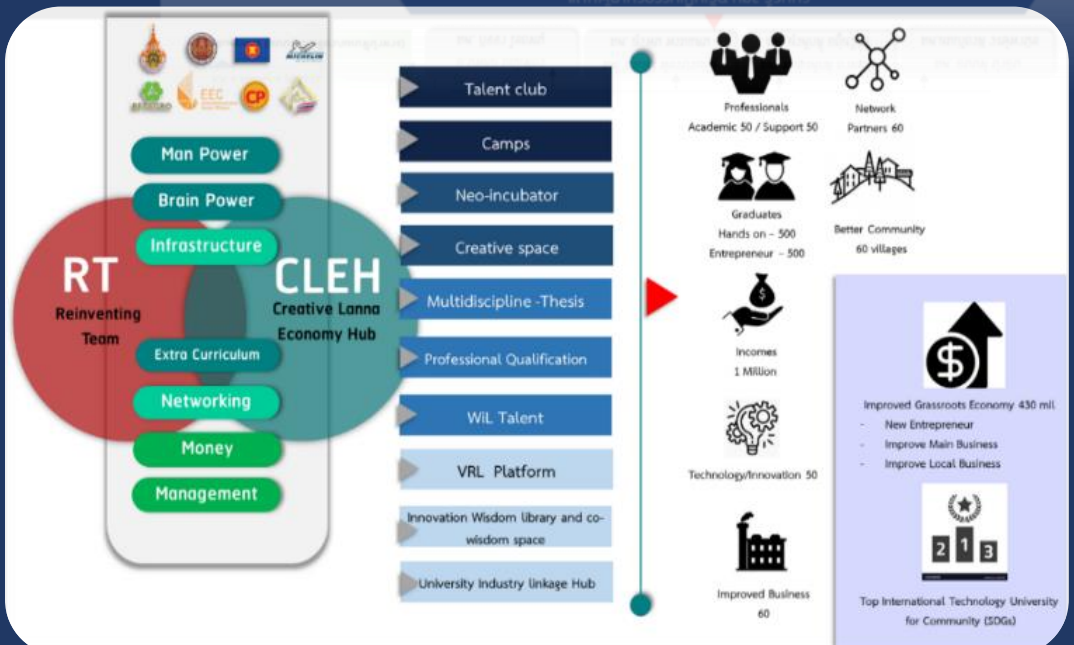 MICHELIN
EEC
CP
Man Power
Brain Power
Infrastructure
RT
Reinventing
Team
CLEH
Creative Lanna
Economy Hub
Extra Curriculum
Networking
Money
Management
Talent club
Camps
Neo-incubator
Creative space
Multidiscipline -Thesis
Professional Qualification
WiL Talent
VRL Platform
Innovation Wisdom library and co-
wisdom space
University Industry linkage Hub
Professionals
Academic 50 / Support 50
Network
Partners 60
Graduates
Hands on – 500
Entrepreneur – 500
Better Community
60 villages
Incomes
1 Million
Technology/Innovation 50
Improved Business
60
Improved Grassroots Economy 430 mil
- New Entrepreneur
- Improve Main Business
- Improve Local Business
2 1 3
Top International Technology University
for Community (SDGs)